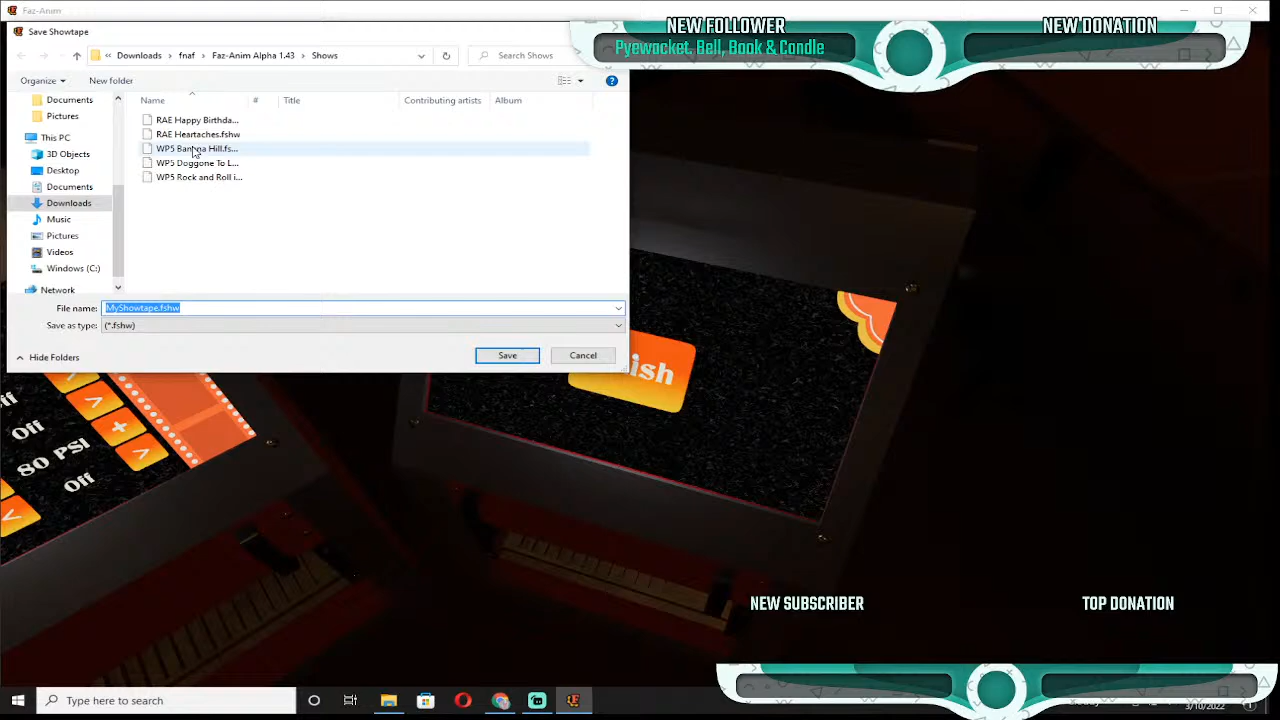 Faz-Anim
NEW FOLLOWER
NEW DONATION
Save Showtape
Pyewocket. Bell, Book & Candle
Downloads > fnaf > Faz-Anim Alpha 1.43 > Shows
Search Shows
Organize
New folder
Documents
Pictures
This PC
3D Objects
Desktop
Documents
Downloads
Music
Pictures
Videos
Windows (C:)
Network
Name
#
Title
Contributing artists
Album
RAE Happy Birthda...
RAE Heartaches.fshw
WP5 Banana Hill.fs...
WP5 Doggone To L...
WP5 Rock and Roll i...
File name:
MyShowtape.fshw
Save as type:
(*.fshw)
Hide Folders
Save
Cancel
ish
Off
Off
80 PSI
Off
NEW SUBSCRIBER
TOP DONATION
Type here to search
3/10/2022